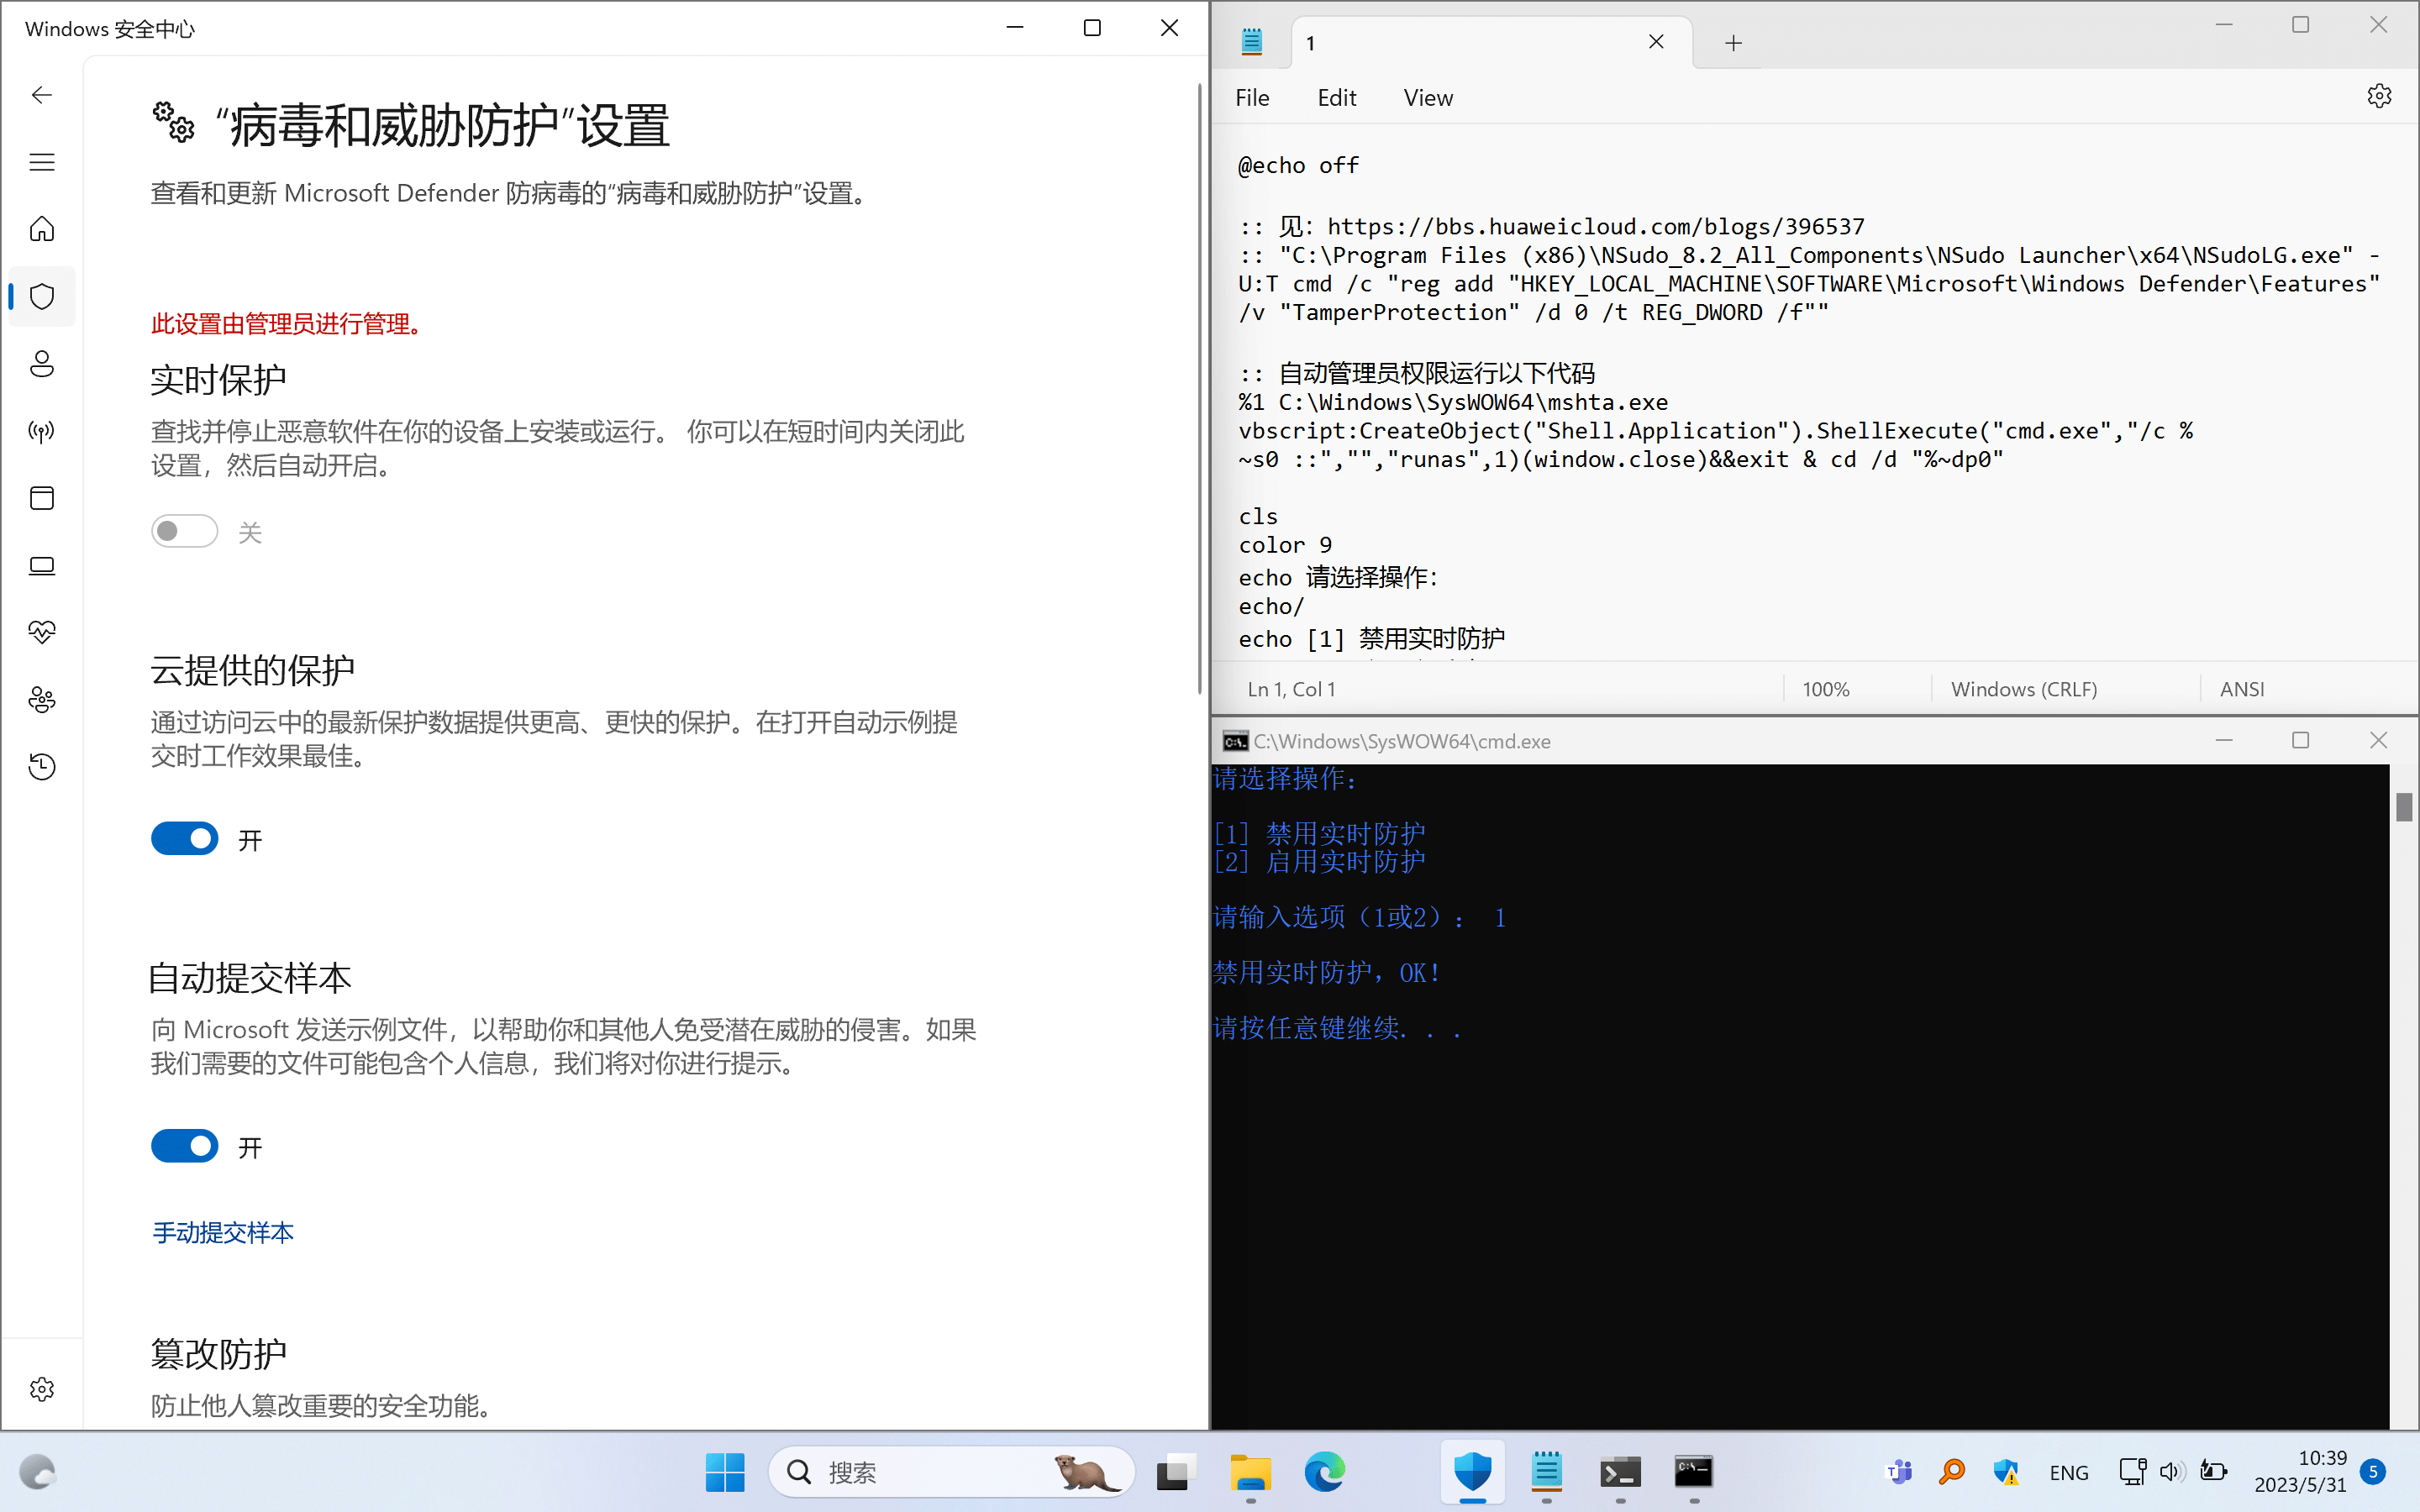 Windows 安全中心
“病毒和威胁防护”设置
查看和更新 Microsoft Defender 防病毒的“病毒和威胁防护”设置。
此设置由管理员进行管理。
实时保护
查找并停止恶意软件在你的设备上安装或运行。 你可以在短时间内关闭此
设置，然后自动开启。
关
云提供的保护
通过访问云中的最新保护数据提供更高、更快的保护。在打开自动示例提
交时工作效果最佳。
开
自动提交样本
向 Microsoft 发送示例文件，以帮助你和其他人免受潜在威胁的侵害。如果
我们需要的文件可能包含个人信息，我们将对你进行提示。
开
手动提交样本
篡改防护
防止他人篡改重要的安全功能。
1
File Edit View
@echo off
:: 见：https://bbs.huaweicloud.com/blogs/396537
:: "C:\Program Files (x86)\NSudo_8.2_All_Components\NSudo Launcher\x64\NSudoLG.exe" -
U:T cmd /c "reg add "HKEY_LOCAL_MACHINE\SOFTWARE\Microsoft\Windows Defender\Features"
/v "TamperProtection" /d 0 /t REG_DWORD /f""
:: 自动管理员权限运行以下代码
%1 C:\Windows\SysWOW64\mshta.exe
vbscript:CreateObject("Shell.Application").ShellExecute("cmd.exe","/c %
~s0 ::","","runas",1)(window.close)&&exit & cd /d "%~dp0"
cls
color 9
echo 请选择操作：
echo/
echo [1] 禁用实时防护
Ln 1, Col 1 100% Windows (CRLF) ANSI
C:\Windows\SysWOW64\cmd.exe
请选择操作：
[1] 禁用实时防护
[2] 启用实时防护
请输入选项（1或2）： 1
禁用实时防护，OK!
请按任意键继续. . .
搜索
ENG
10:39
2023/5/31
5